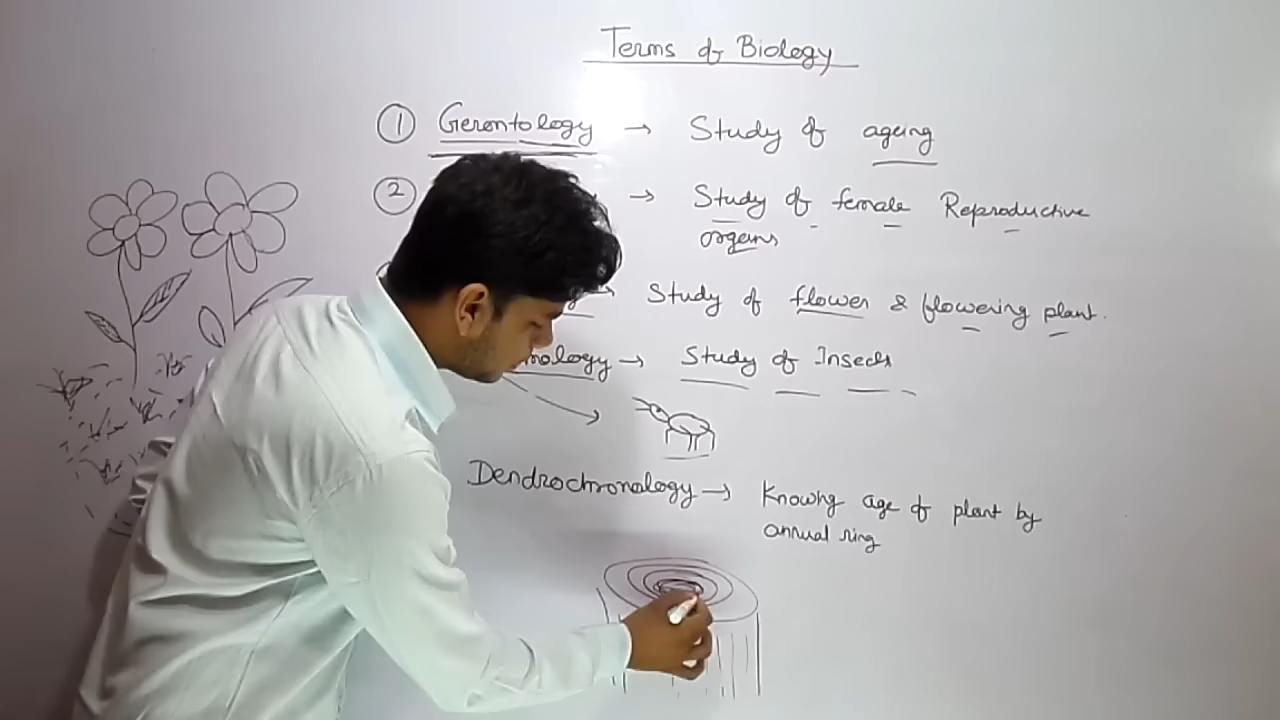 Terms of Biology
1 Gerontology → Study of ageing
2 → Study of female Reproductive
organs
→ Study of flower & flowering plant.
→ Study of Insects
Dendrochronology → Knowing age of plant by
annual ring